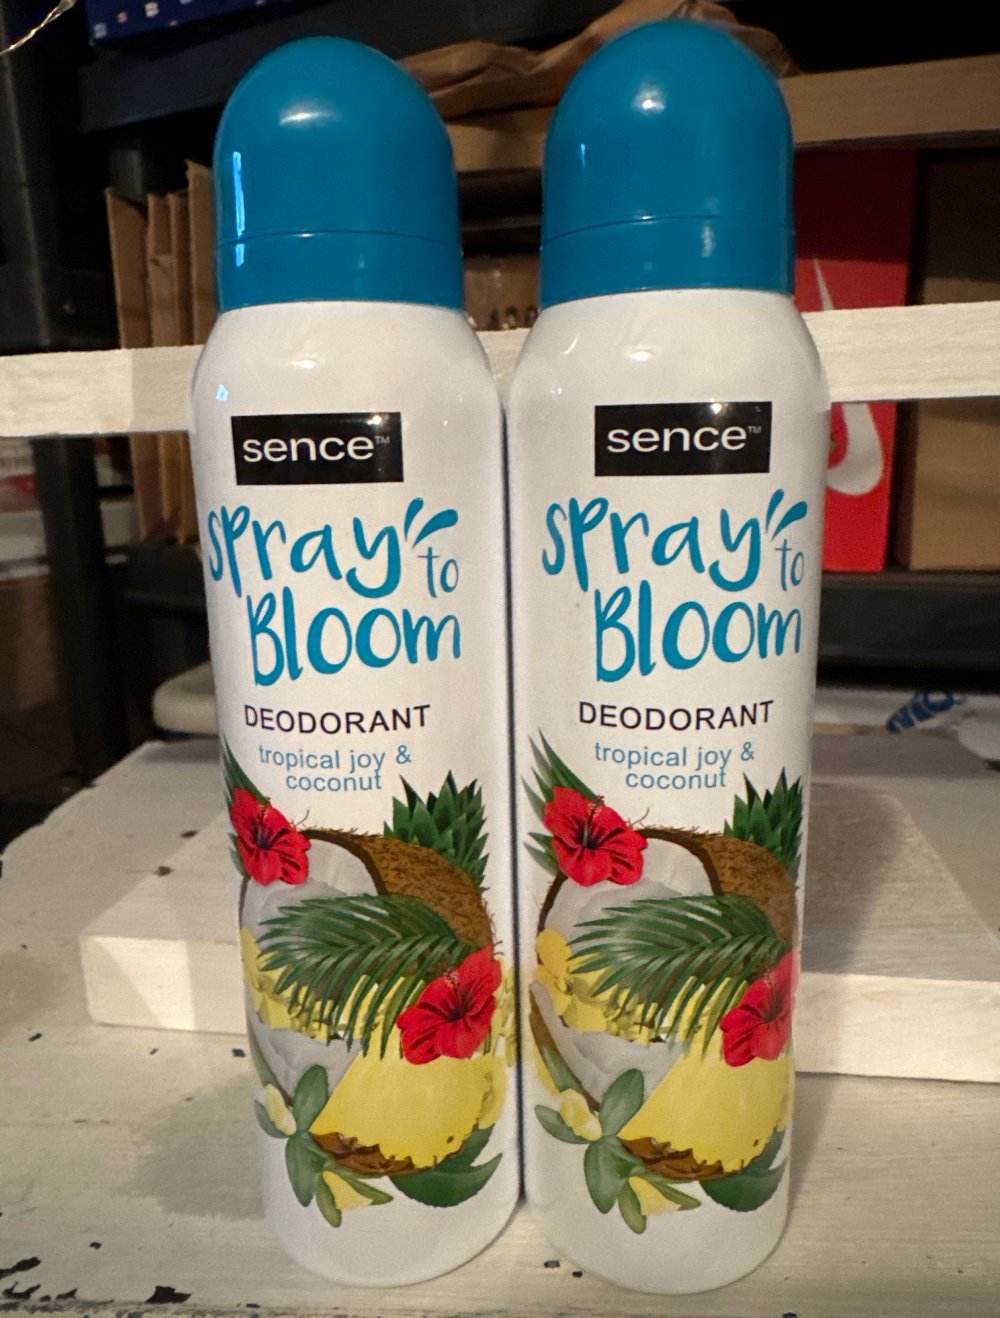 sence™
spray to
Bloom
DEODORANT
tropical joy &
coconut
sence™
spray to
Bloom
DEODORANT
tropical joy &
coconut